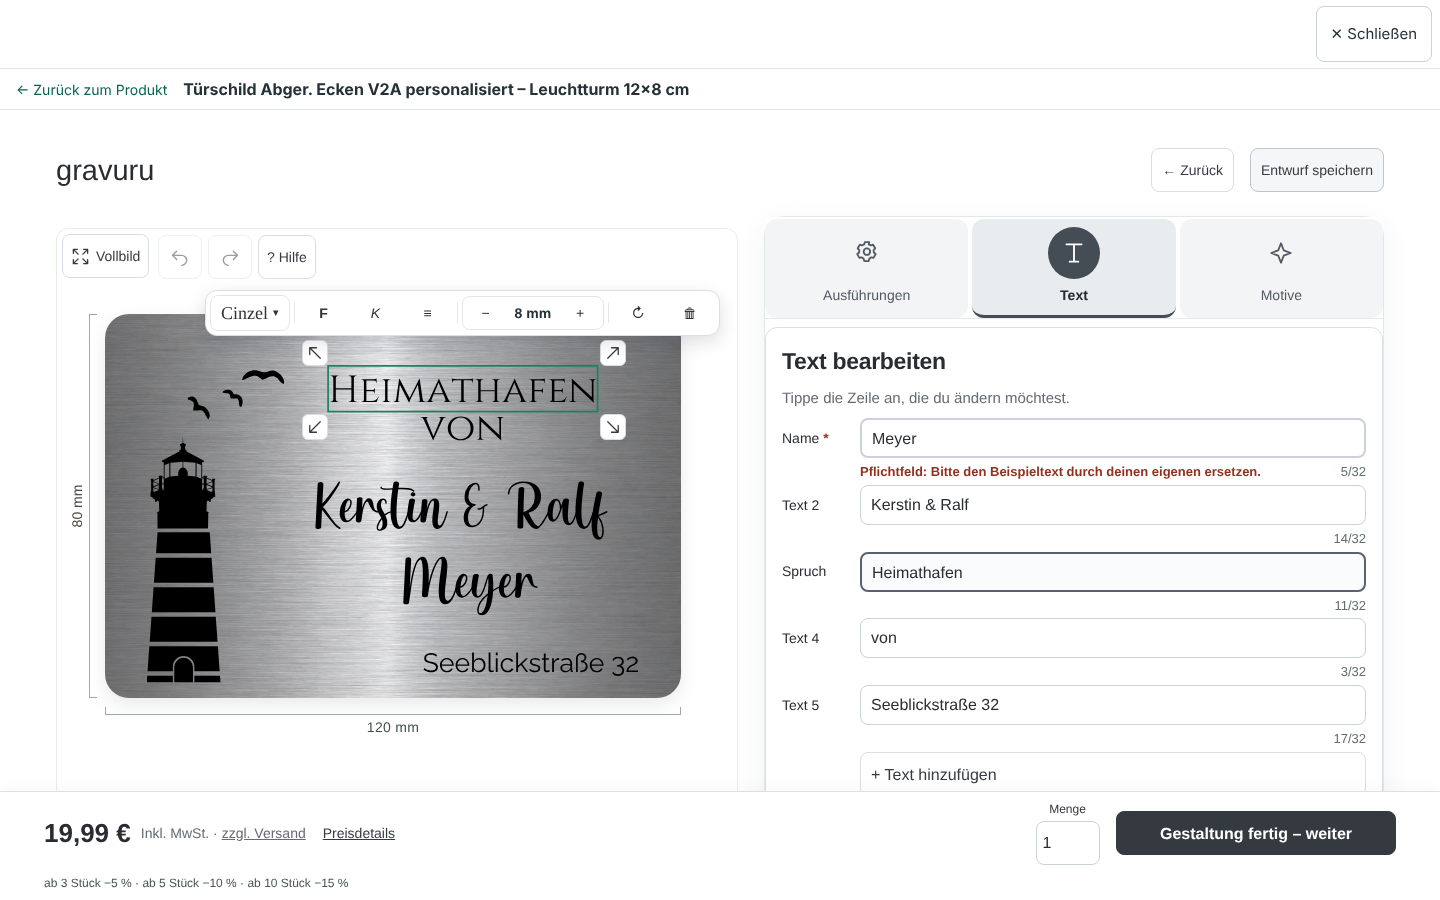 ✕ Schließen
← Zurück zum Produkt Türschild Abger. Ecken V2A personalisiert – Leuchtturm 12×8 cm
gravuru
← Zurück
Entwurf speichern
Vollbild
? Hilfe
Cinzel ▾
F
K
≡
− 8 mm +
Heimathafen
von
Kerstin & Ralf
Meyer
Seeblickstraße 32
80 mm
120 mm
Ausführungen
Text
Motive
Text bearbeiten
Tippe die Zeile an, die du ändern möchtest.
Name * Meyer
Pflichtfeld: Bitte den Beispieltext durch deinen eigenen ersetzen. 5/32
Text 2 Kerstin & Ralf
14/32
Spruch Heimathafen
11/32
Text 4 von
3/32
Text 5 Seeblickstraße 32
17/32
+ Text hinzufügen
19,99 € Inkl. MwSt. · zzgl. Versand Preisdetails
ab 3 Stück −5 % · ab 5 Stück −10 % · ab 10 Stück −15 %
Menge
1
Gestaltung fertig – weiter